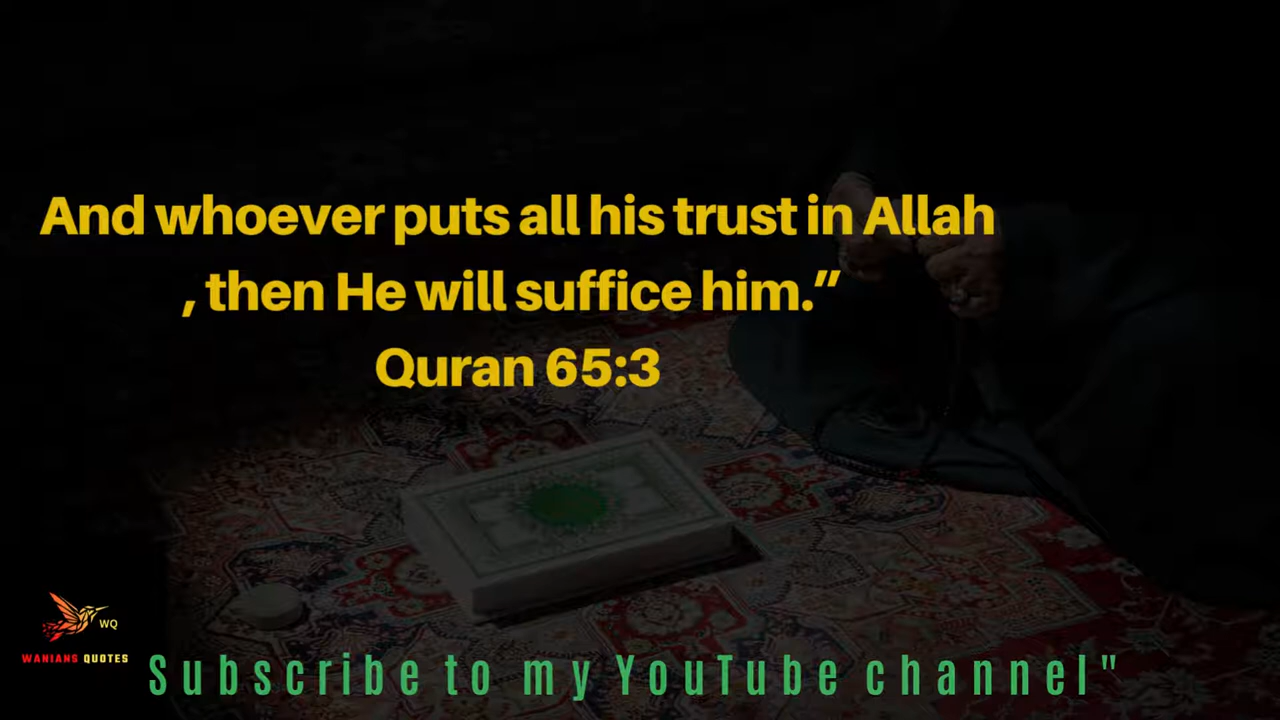 And whoever puts all his trust in Allah
, then He will suffice him.”
Quran 65:3
WQ
WANIANS QUOTES
Subscribe to my YouTube channel"